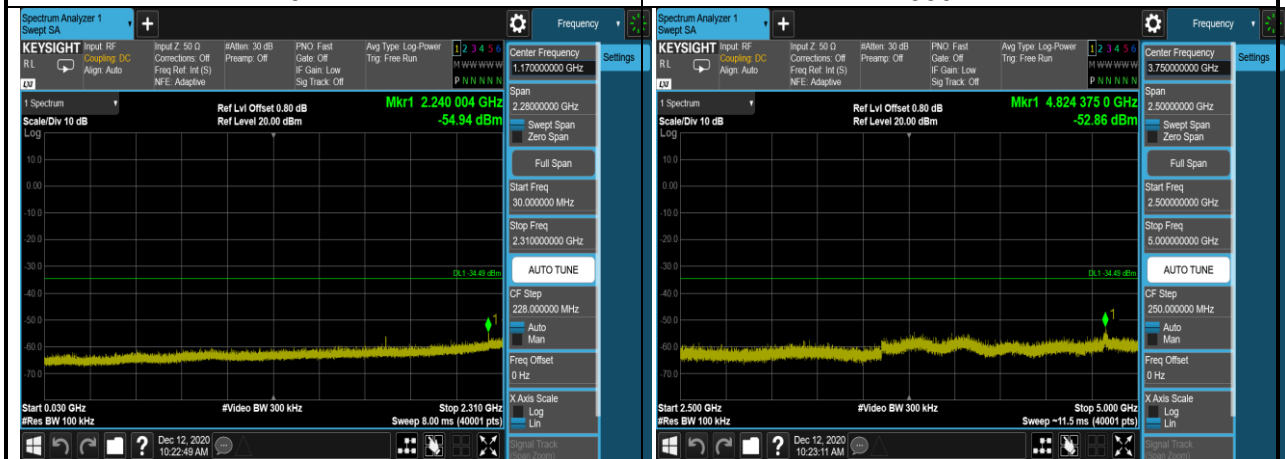 Spectrum Analyzer 1
Swept SA
+
Frequency
KEYSIGHT
RL
LXI
Input: RF
Coupling: DC
Align: Auto
Input Z: 50 Ω
Corrections: Off
Freq Ref: Int (S)
NFE: Adaptive
#Atten: 30 dB
Preamp: Off
PNO: Fast
Gate: Off
IF Gain: Low
Sig Track: Off
Avg Type: Log-Power
Trig: Free Run
1 2 3 4 5 6
M W W W W W
P N N N N N
1 Spectrum
Scale/Div 10 dB
Ref Lvl Offset 0.80 dB
Ref Level 20.00 dBm
Mkr1 2.240 004 GHz
-54.94 dBm
Log
10.0
0.00
-10.0
-20.0
-30.0
-40.0
-50.0
-60.0
-70.0
DL1 -34.49 dBm
1
Start 0.030 GHz
#Res BW 100 kHz
#Video BW 300 kHz
Stop 2.310 GHz
Sweep 8.00 ms (40001 pts)
?
Dec 12, 2020
10:22:49 AM
Center Frequency
1.170000000 GHz
Span
2.28000000 GHz
Swept Span
Zero Span
Full Span
Start Freq
30.000000 MHz
Stop Freq
2.310000000 GHz
AUTO TUNE
CF Step
228.000000 MHz
Auto
Man
Freq Offset
0 Hz
X Axis Scale
Log
Lin
Signal Track
(Span Zoom)
Settings
Spectrum Analyzer 1
Swept SA
+
Frequency
KEYSIGHT
RL
LXI
Input: RF
Coupling: DC
Align: Auto
Input Z: 50 Ω
Corrections: Off
Freq Ref: Int (S)
NFE: Adaptive
#Atten: 30 dB
Preamp: Off
PNO: Fast
Gate: Off
IF Gain: Low
Sig Track: Off
Avg Type: Log-Power
Trig: Free Run
1 2 3 4 5 6
M W W W W W
P N N N N N
1 Spectrum
Scale/Div 10 dB
Ref Lvl Offset 0.80 dB
Ref Level 20.00 dBm
Mkr1 4.824 375 0 GHz
-52.86 dBm
Log
10.0
0.00
-10.0
-20.0
-30.0
-40.0
-50.0
-60.0
-70.0
DL1 -34.49 dBm
1
Start 2.500 GHz
#Res BW 100 kHz
#Video BW 300 kHz
Stop 5.000 GHz
Sweep ~11.5 ms (40001 pts)
?
Dec 12, 2020
10:23:11 AM
Center Frequency
3.750000000 GHz
Span
2.50000000 GHz
Swept Span
Zero Span
Full Span
Start Freq
2.500000000 GHz
Stop Freq
5.000000000 GHz
AUTO TUNE
CF Step
250.000000 MHz
Auto
Man
Freq Offset
0 Hz
X Axis Scale
Log
Lin
Signal Track
(Span Zoom)
Settings